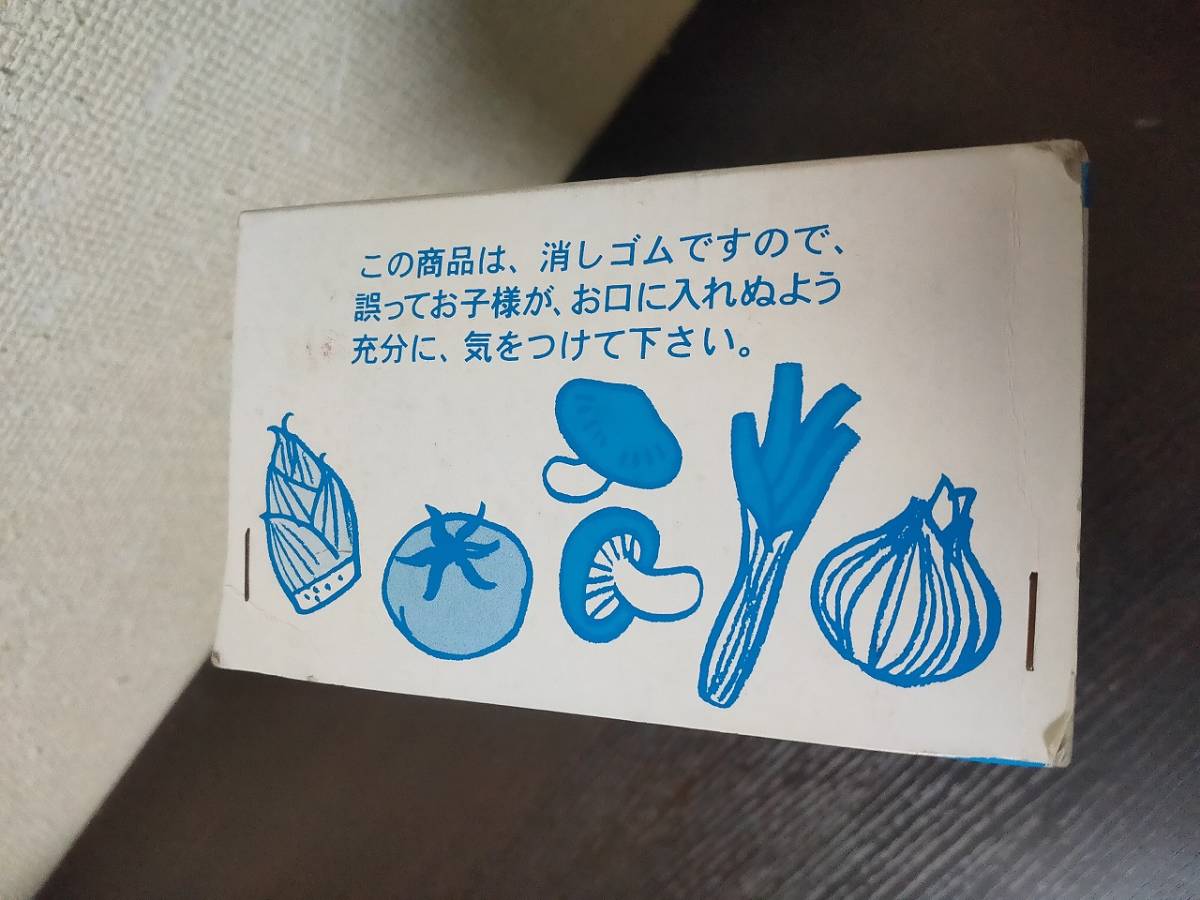 この商品は、消しゴムですので、
誤ってお子様が、お口に入れぬよう
充分に、気をつけて下さい。